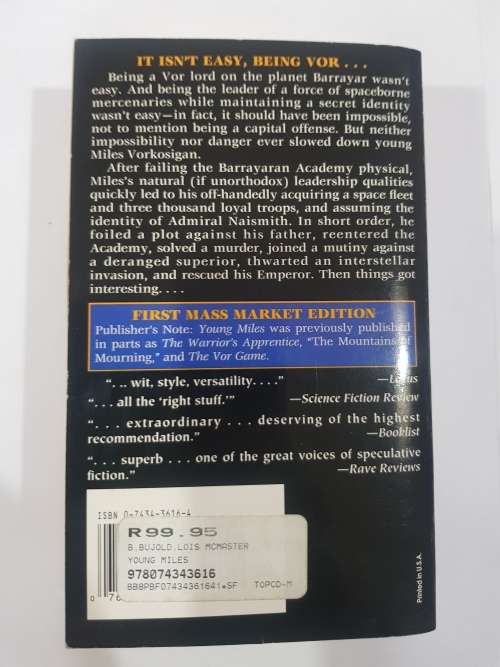 IT ISN'T EASY, BEING VOR . . .
Being a Vor lord on the planet Barrayar wasn't
easy. And being the leader of a force of spaceborne
mercenaries while maintaining a secret identity
wasn't easy—in fact, it should have been impossible,
not to mention being a capital offense. But neither
impossibility nor danger ever slowed down young
Miles Vorkosigan.
After failing the Barrayaran Academy physical,
Miles's natural (if unorthodox) leadership qualities
quickly led to his off-handedly acquiring a space fleet
and three thousand loyal troops, and assuming the
identity of Admiral Naismith. In short order, he
foiled a plot against his father, reentered the
Academy, solved a murder, joined a mutiny against
a deranged superior, thwarted an interstellar
invasion, and rescued his Emperor. Then things got
interesting. . . .
FIRST MASS MARKET EDITION
Publisher's Note: Young Miles was previously published
in parts as The Warrior's Apprentice, "The Mountains of
Mourning," and The Vor Game.
". . . wit, style, versatility. . . ." —Locus
". . . all the 'right stuff.'" —Science Fiction Review
". . . extraordinary . . . deserving of the highest
recommendation." —Booklist
". . . superb . . . one of the great voices of speculative
fiction." —Rave Reviews
ISBN 0-7434-3616-4
R99.95
B.BUJOLD.LOIS MCMASTER
YOUNG MILES
978074343616
BBBPBF07434361641*SF TOPCD-M
0 76
Printed in U.S.A.